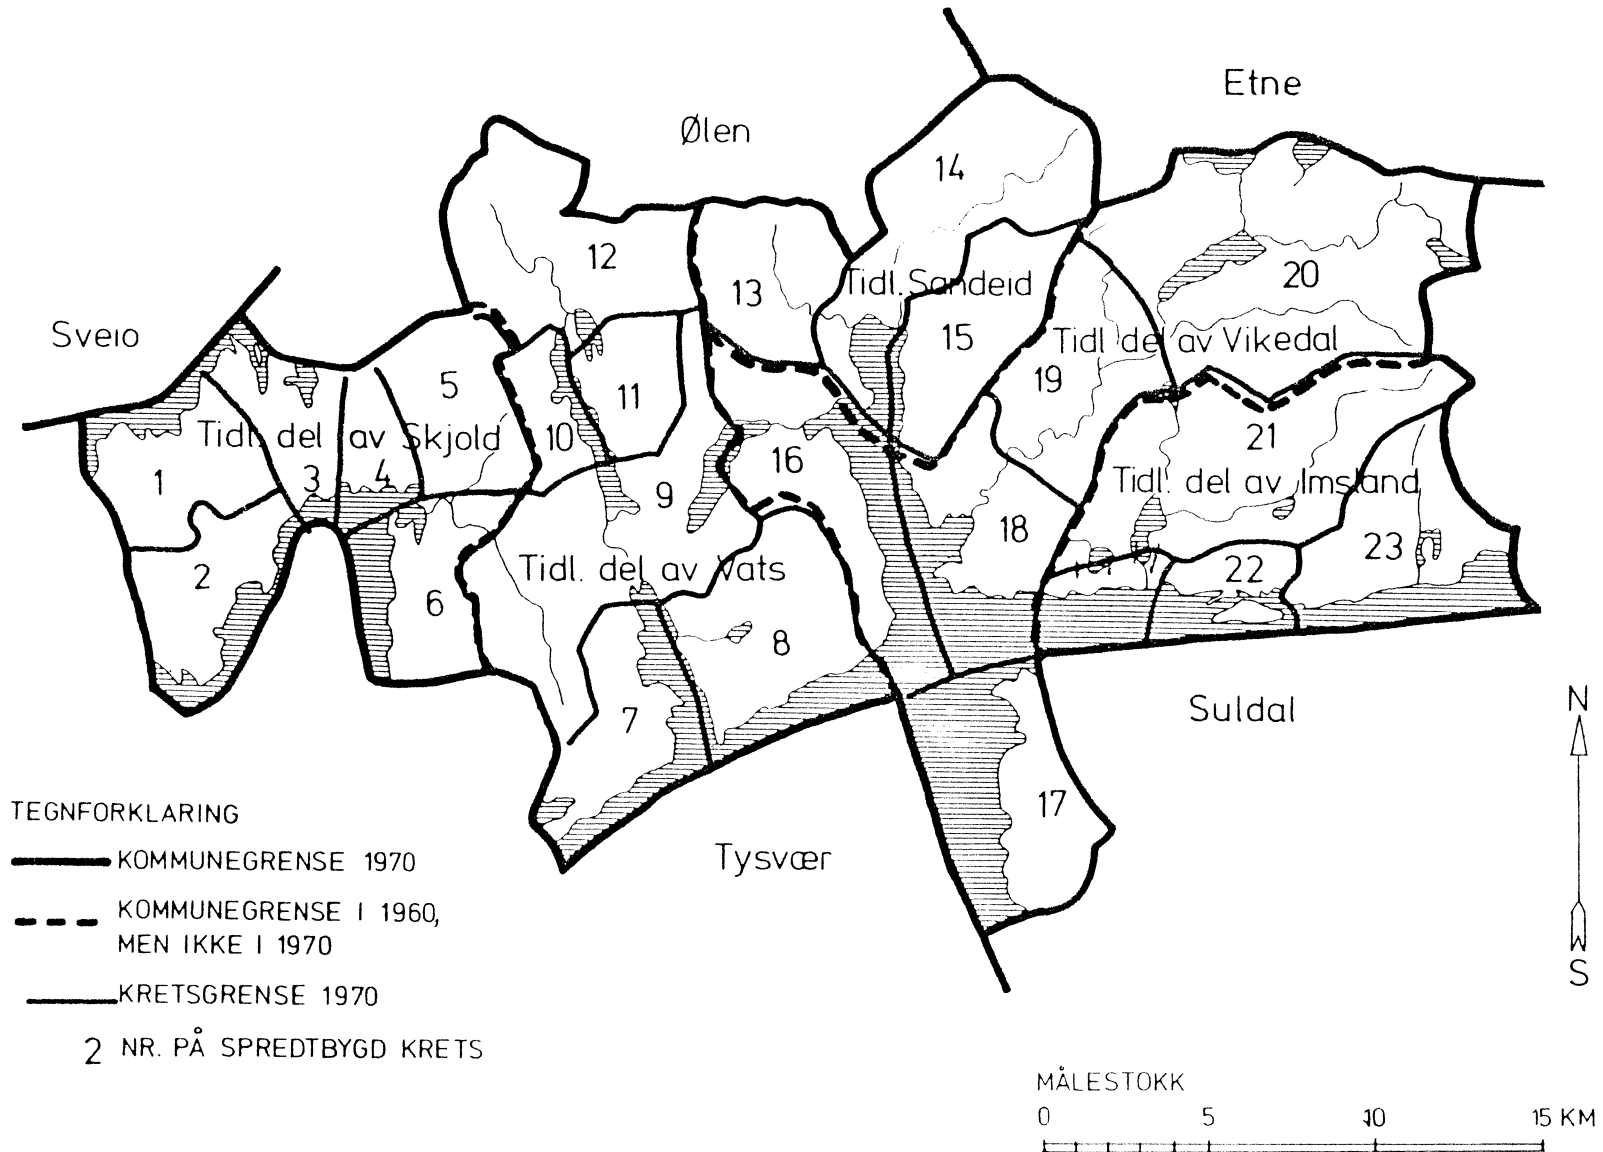 Etne
Ølen
14
12
20
13
Tidl. Sandeid
Sveio
15
Tidl del av Vikedal
5
19
11
Tidl. del av Skjold
10
21
16
1
3
4
Tidl. del av Imsland
9
18
23
2
Tidl. del av Vats
22
6
8
7
Suldal
N
17
Tysvær
S
TEGNFORKLARING
KOMMUNEGRENSE 1970
KOMMUNEGRENSE I 1960,
MEN IKKE I 1970
KRETSGRENSE 1970
2 NR. PÅ SPREDTBYGD KRETS
MÅLESTOKK
0 5 10 15 KM